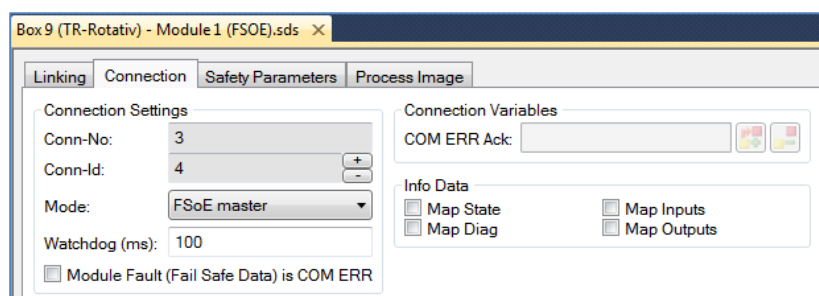 Box 9 (TR-Rotativ) - Module 1 (FSOE).sds X
Linking Connection Safety Parameters Process Image
Connection Settings
Conn-No: 3
Conn-Id: 4 + -
Mode: FSoE master
Watchdog (ms): 100
Module Fault (Fail Safe Data) is COM ERR
Connection Variables
COM ERR Ack:
Info Data
Map State Map Inputs
Map Diag Map Outputs